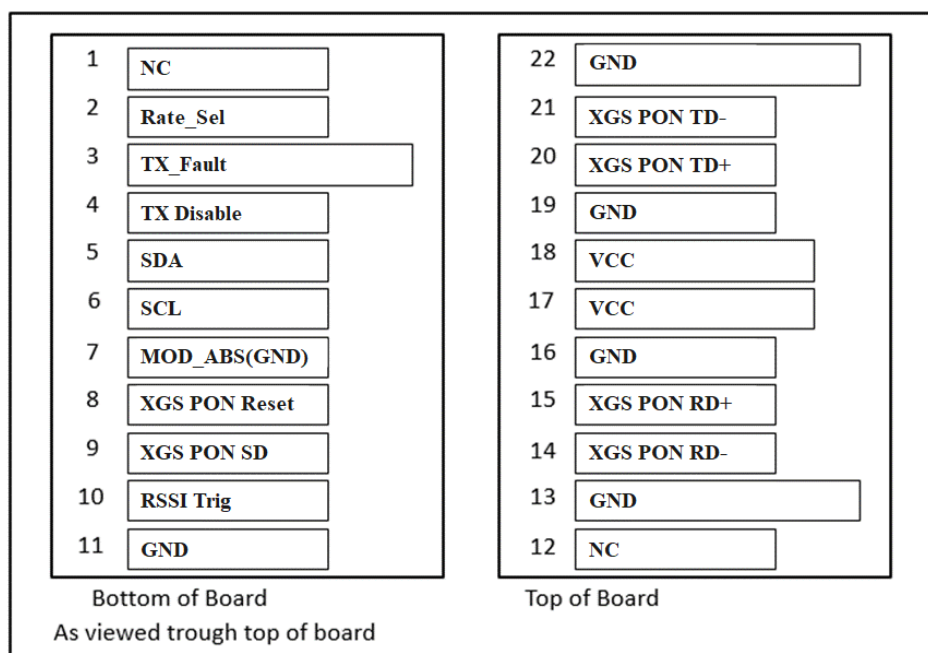 1 NC
2 Rate_Sel
3 TX_Fault
4 TX Disable
5 SDA
6 SCL
7 MOD_ABS(GND)
8 XGS PON Reset
9 XGS PON SD
10 RSSI Trig
11 GND
Bottom of Board
As viewed trough top of board
22 GND
21 XGS PON TD-
20 XGS PON TD+
19 GND
18 VCC
17 VCC
16 GND
15 XGS PON RD+
14 XGS PON RD-
13 GND
12 NC
Top of Board